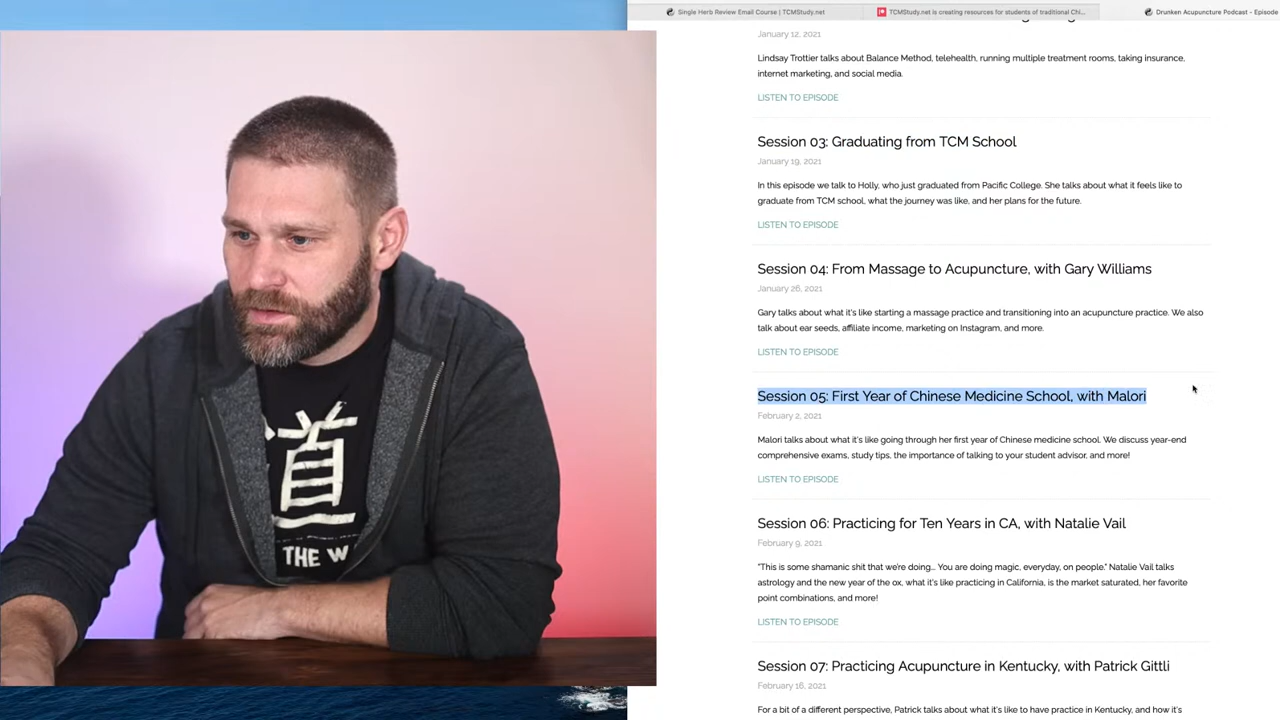 Single Herb Review Email Course | TCMStudy.net
TCMStudy.net is creating resources for students of traditional Chi...
Drunken Acupuncture Podcast - Episode
January 12, 2021
Lindsay Trottier talks about Balance Method, telehealth, running multiple treatment rooms, taking insurance,
internet marketing, and social media.
LISTEN TO EPISODE
Session 03: Graduating from TCM School
January 19, 2021
In this episode we talk to Holly, who just graduated from Pacific College. She talks about what it feels like to
graduate from TCM school, what the journey was like, and her plans for the future.
LISTEN TO EPISODE
Session 04: From Massage to Acupuncture, with Gary Williams
January 26, 2021
Gary talks about what it's like starting a massage practice and transitioning into an acupuncture practice. We also
talk about ear seeds, affiliate income, marketing on Instagram, and more.
LISTEN TO EPISODE
Session 05: First Year of Chinese Medicine School, with Malori
February 2, 2021
Malori talks about what it's like going through her first year of Chinese medicine school. We discuss year-end
comprehensive exams, study tips, the importance of talking to your student advisor, and more!
LISTEN TO EPISODE
Session 06: Practicing for Ten Years in CA, with Natalie Vail
February 9, 2021
"This is some shamanic shit that we're doing... You are doing magic, everyday, on people." Natalie Vail talks
astrology and the new year of the ox, what it's like practicing in California, is the market saturated, her favorite
point combinations, and more!
LISTEN TO EPISODE
Session 07: Practicing Acupuncture in Kentucky, with Patrick Gittli
February 16, 2021
For a bit of a different perspective, Patrick talks about what it's like to have practice in Kentucky, and how it's
道
THE W